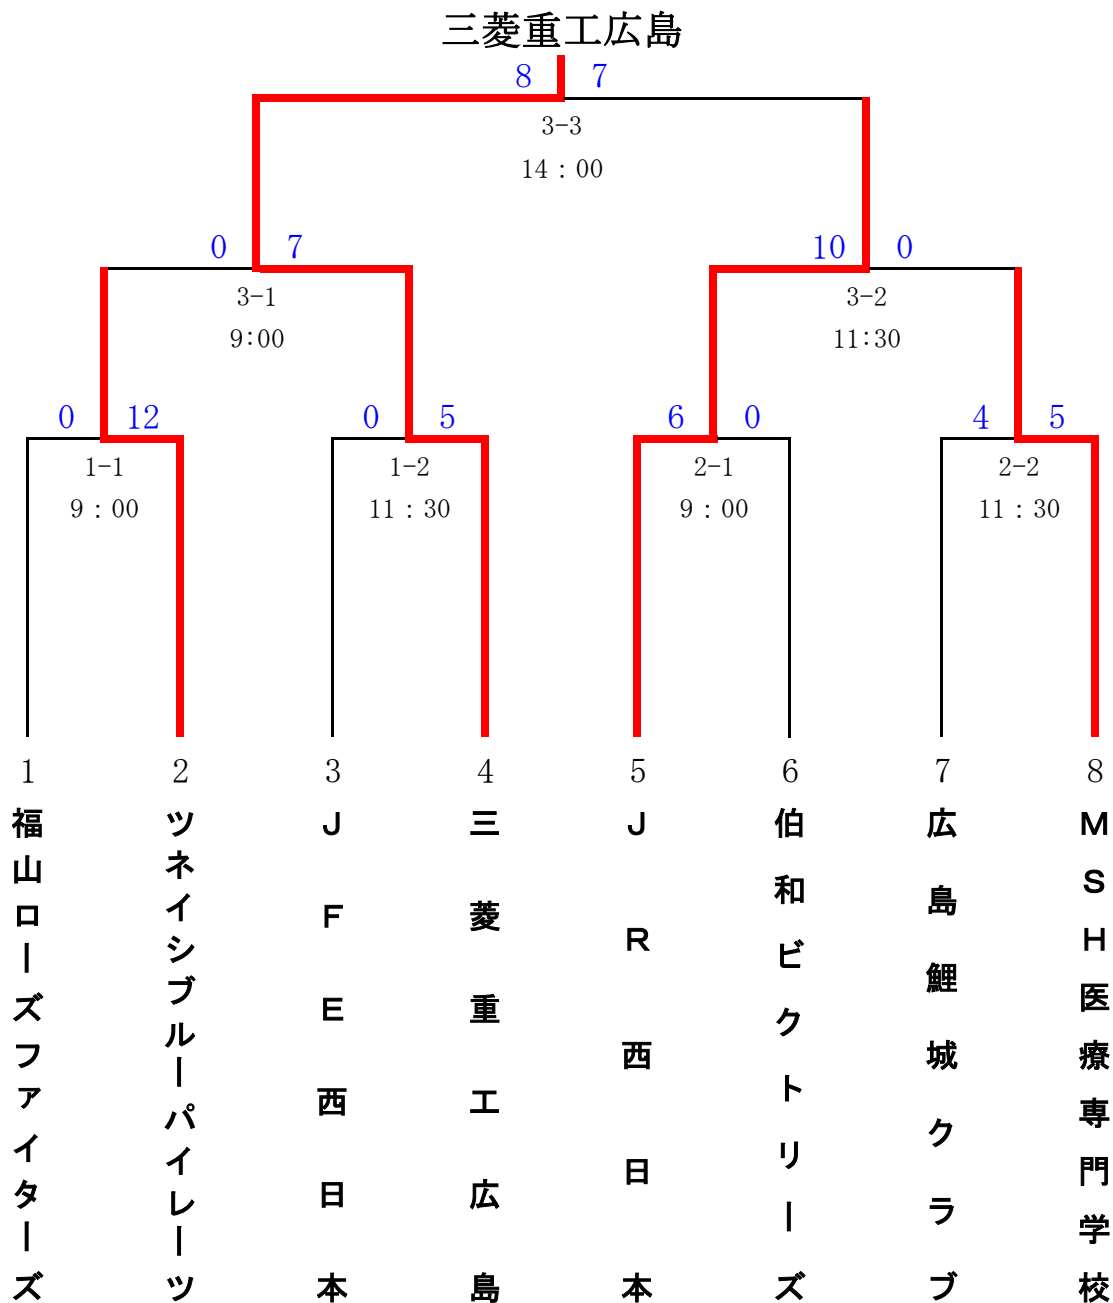 三菱重工広島
8 7
3-3
14：00
0 7
10 0
3-1
3-2
9:00
11:30
0 12
0 5
6 0
4 5
1-1
1-2
2-1
2-2
9：00
11：30
9：00
11：30
1 2 3 4 5 6 7 8
福山ローズファイターズ
ツネイシブルーパイレーツ
ＪＦＥ西日本
三菱重工広島
ＪＲ西日本
伯和ビクトリーズ
広島鯉城クラブ
ＭＳＨ医療専門学校